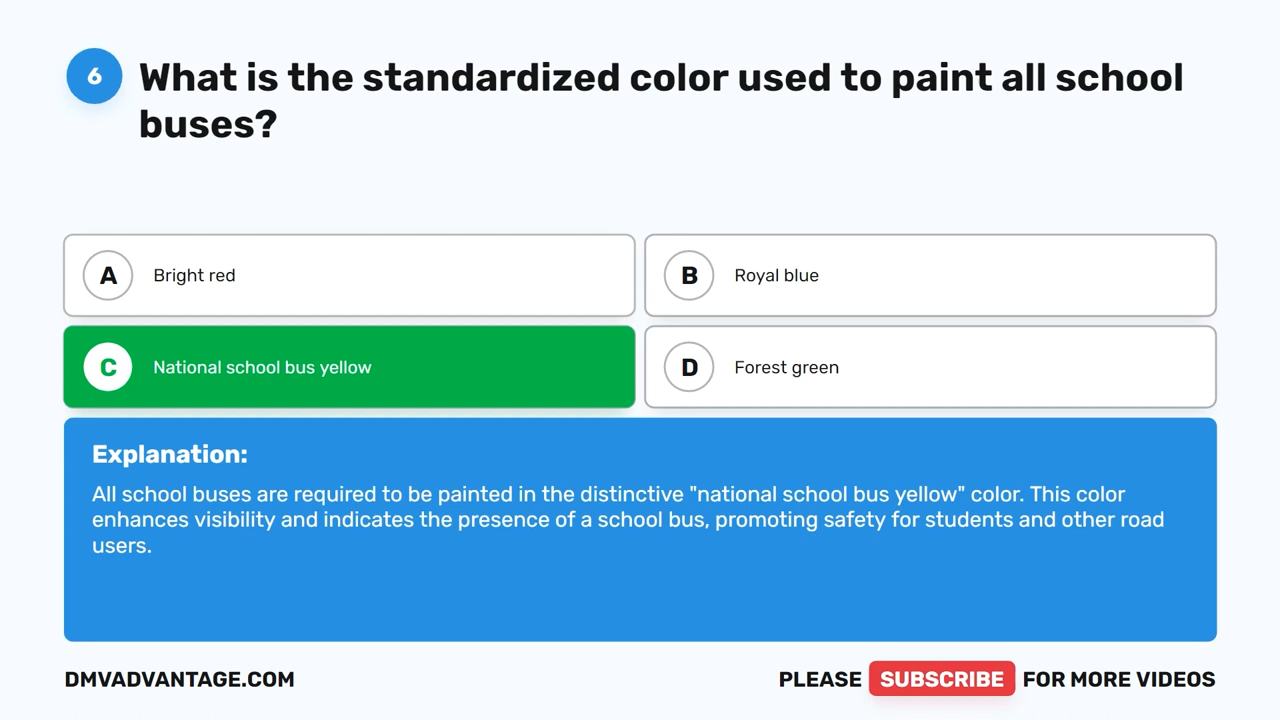 6
What is the standardized color used to paint all school
buses?
A
Bright red
B
Royal blue
C
National school bus yellow
D
Forest green
Explanation:
All school buses are required to be painted in the distinctive "national school bus yellow" color. This color
enhances visibility and indicates the presence of a school bus, promoting safety for students and other road
users.
DMVADVANTAGE.COM
PLEASE SUBSCRIBE FOR MORE VIDEOS